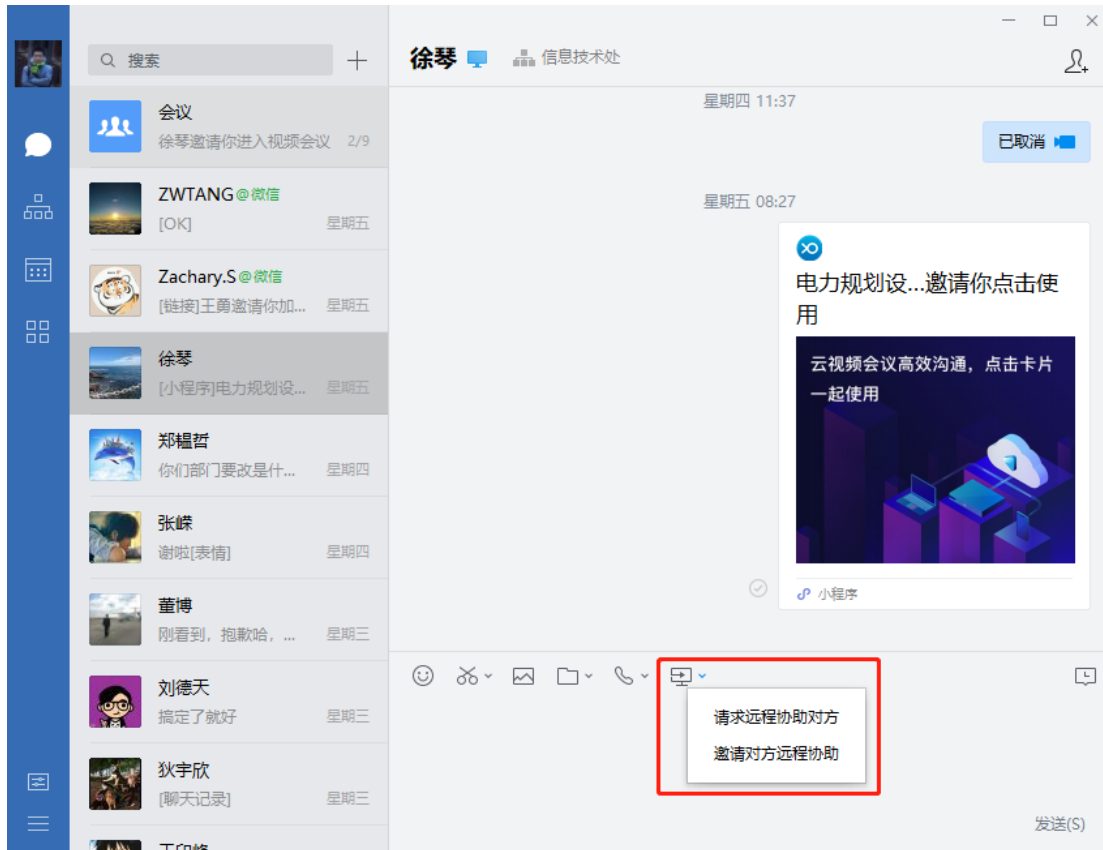 搜索
徐琴
信息技术处
会议
徐琴邀请你进入视频会议 2/9
ZWTANG@微信
[OK] 星期五
Zachary.S@微信
[链接]王勇邀请你加... 星期五
徐琴
[小程序]电力规划设... 星期五
郑韫哲
你们部门要改是什... 星期四
张嵘
谢啦[表情] 星期四
董博
刚看到，抱歉哈，... 星期三
刘德天
搞定了就好 星期三
狄宇欣
[聊天记录] 星期三
星期四 11:37
已取消
星期五 08:27
电力规划设...邀请你点击使
用
云视频会议高效沟通，点击卡片
一起使用
小程序
请求远程协助对方
邀请对方远程协助
发送(S)